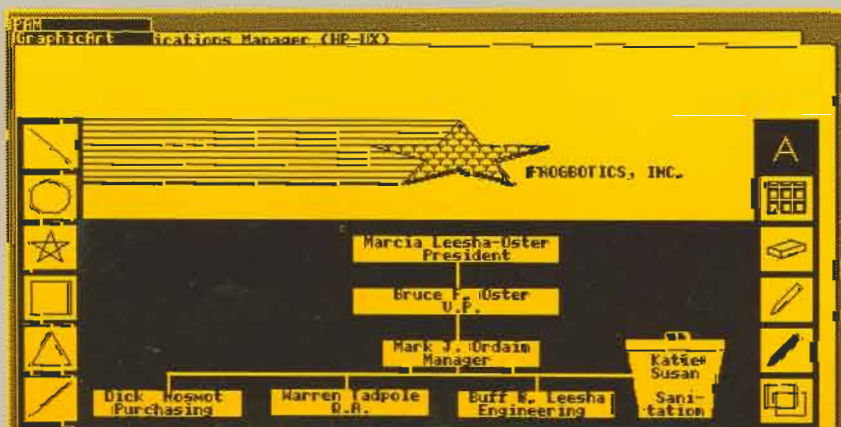 PAM
GraphicArt
ications Manager (HP-UX)
A
FROGBOTICS, INC.
Marcia Leesha-Oster
President
Bruce F. Oster
V.P.
Mark J. Ordaim
Manager
Katie
Susan
Sani-
tation
Dick Mosmot
Purchasing
Warren Tadpole
Q.A.
Buff W. Leesha
Engineering